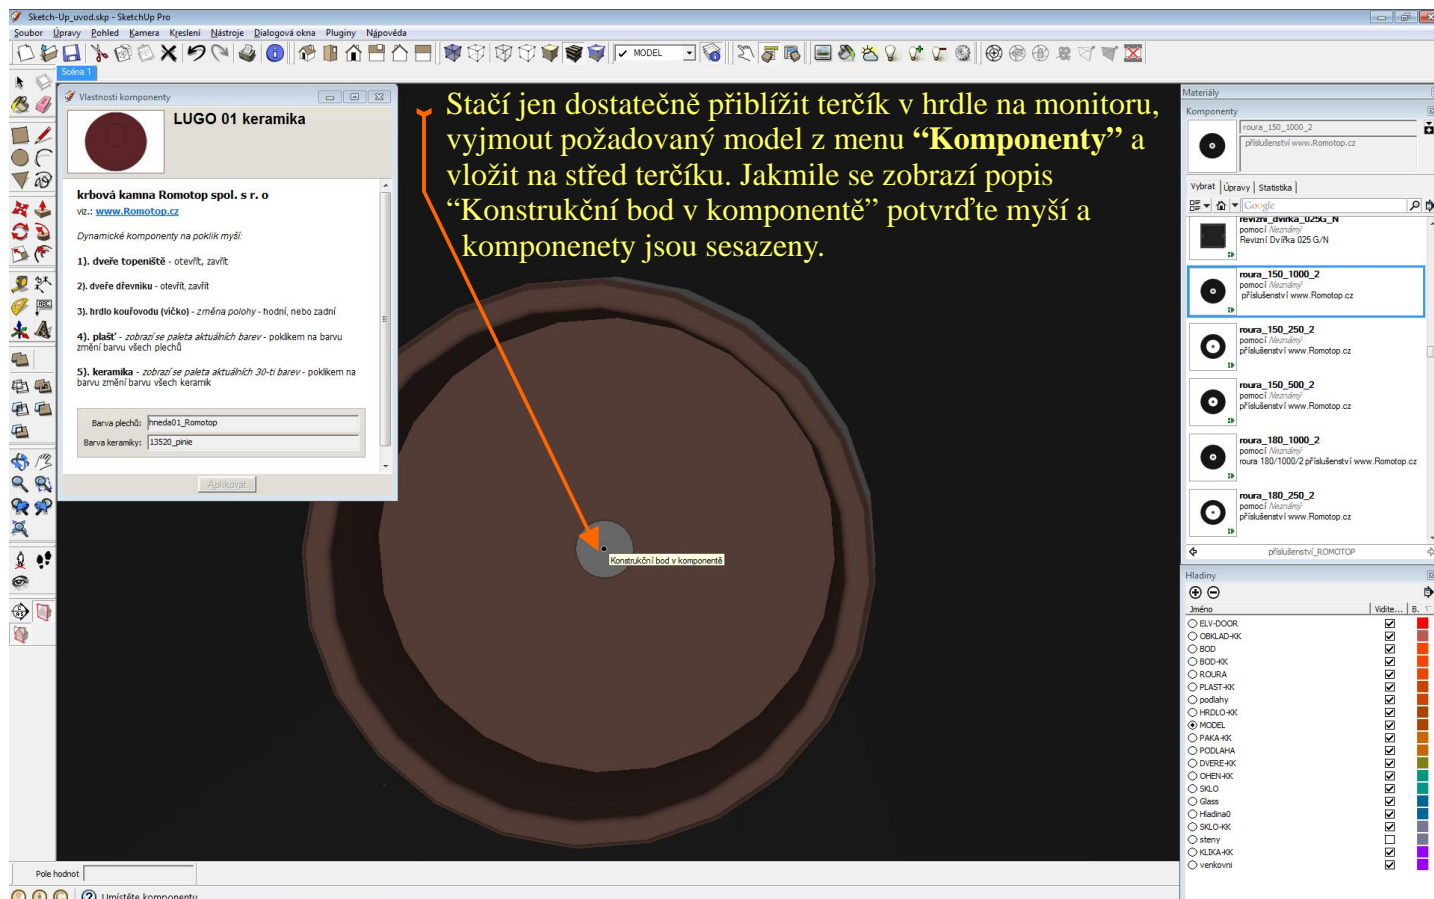 Sketch-Up_uvod.skp - SketchUp Pro
Soubor Úpravy Pohled Kamera Kreslení Nástroje Dialogová okna Pluginy Nápověda
MODEL
Scéna 1
Vlastnosti komponenty
LUGO 01 keramika
krbová kamna Romotop spol. s r. o
viz.: www.Romotop.cz
Dynamické komponenty na poklik myší:
1). dveře topeniště - otevřít, zavřít
2). dveře dřevníku - otevřít, zavřít
3). hrdlo kouřovodu (víčko) - změna polohy - hodní, nebo zadní
4). plašť - zobrazí se paleta aktuálních barev - poklikem na barvu
změní barvu všech plechů
5). keramika - zobrazí se paleta aktuálních 30-ti barev - poklikem na
barvu změní barvu všech keramik
Barva plechů: hneda01_Romotop
Barva keramiky: 13520_pinie
Aplikovat
Stačí jen dostatečně přiblížit terčík v hrdle na monitoru,
vyjmout požadovaný model z menu “Komponenty” a
vložit na střed terčíku. Jakmile se zobrazí popis
“Konstrukční bod v komponentě” potvrďte myší a
komponenety jsou sesazeny.
Konstrukční bod v komponentě
Materiály
Komponenty
roura_150_1000_2
příslušenství www.Romotop.cz
Vybrat Úpravy Statistika
Google
revizni_dvirka_025G_N
pomocí Neznámý
Revizní Dvířka 025 G/N
roura_150_1000_2
pomocí Neznámý
příslušenství www.Romotop.cz
roura_150_250_2
pomocí Neznámý
příslušenství www.Romotop.cz
roura_150_500_2
pomocí Neznámý
příslušenství www.Romotop.cz
roura_180_1000_2
pomocí Neznámý
roura 180/1000/2 příslušenství www.Romotop.cz
roura_180_250_2
pomocí Neznámý
příslušenství www.Romotop.cz
příslušenství_ROMOTOP
Hladiny
Jméno Vidite... B.
ELV-DOOR
OBKLAD-KK
BOD
BOD-KK
ROURA
PLAST-KK
podlahy
HRDLO-KK
MODEL
PAKA-KK
PODLAHA
DVERE-KK
OHEN-KK
SKLO
Glass
Hladina0
SKLO-KK
steny
KLIKA-KK
venkovni
Pole hodnot
Umístěte komponentu